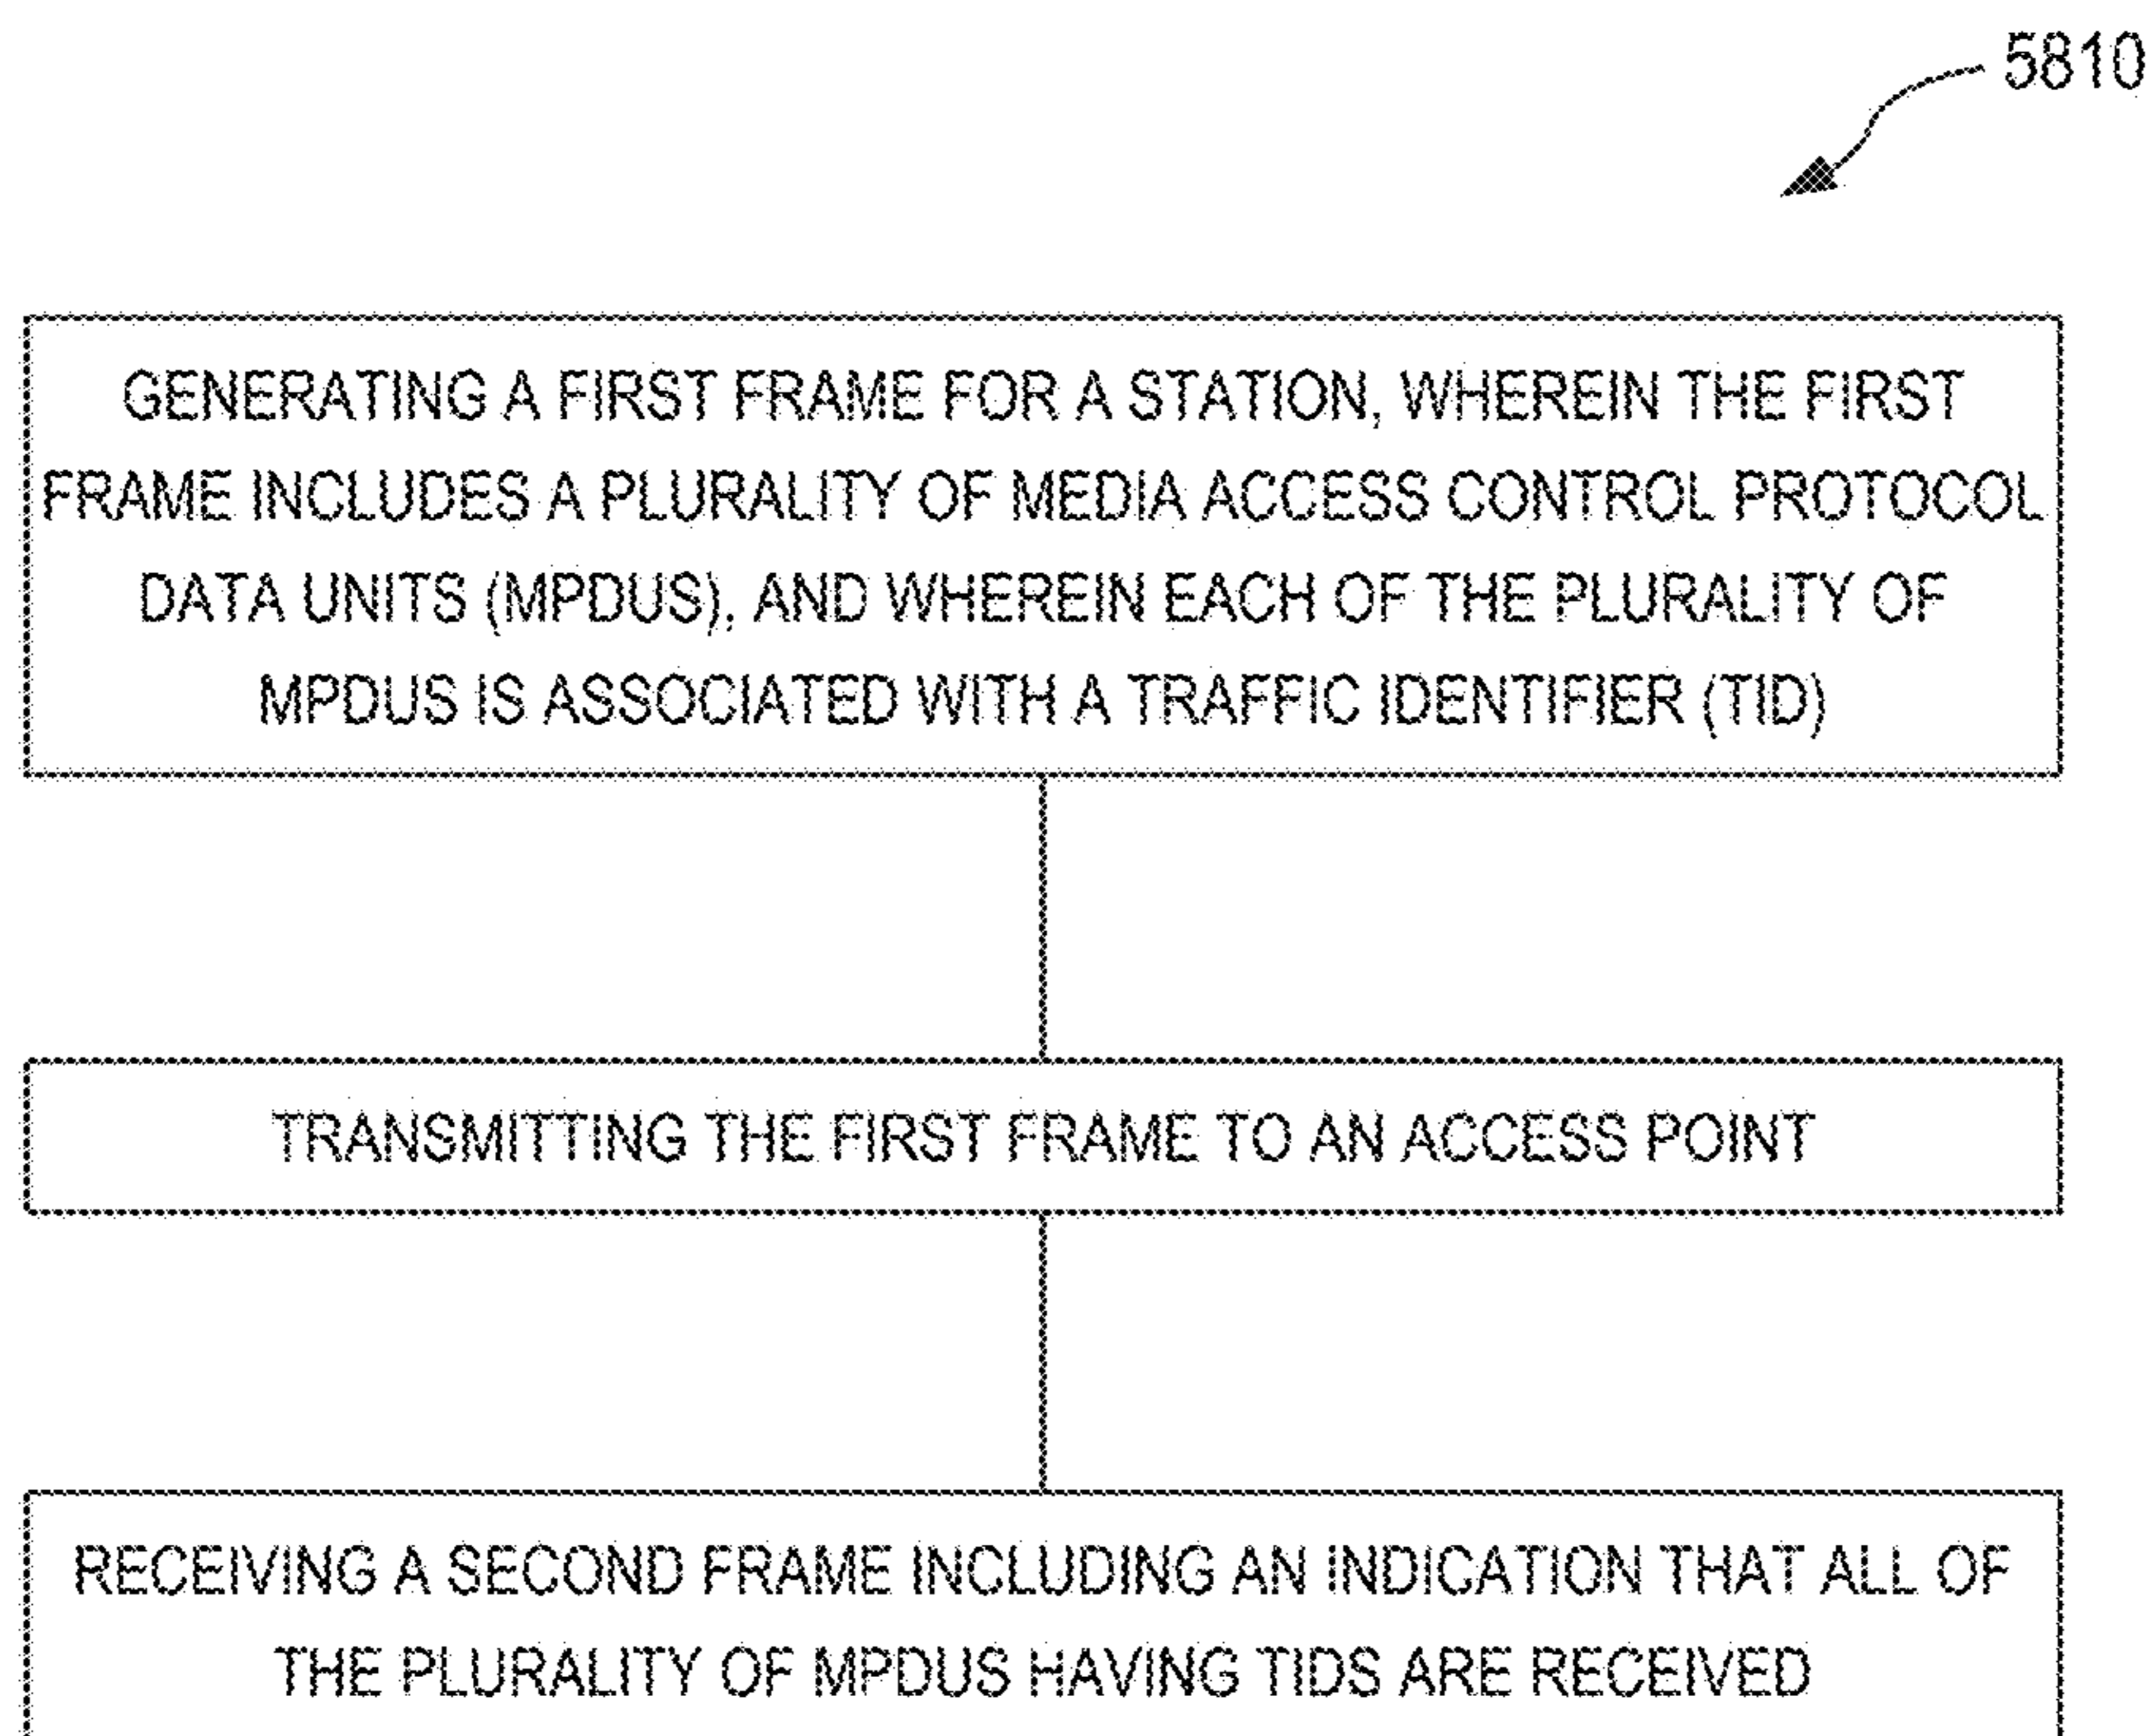 5810
GENERATING A FIRST FRAME FOR A STATION, WHEREIN THE FIRST
FRAME INCLUDES A PLURALITY OF MEDIA ACCESS CONTROL PROTOCOL
DATA UNITS (MPDUS), AND WHEREIN EACH OF THE PLURALITY OF
MPDUS IS ASSOCIATED WITH A TRAFFIC IDENTIFIER (TID)
TRANSMITTING THE FIRST FRAME TO AN ACCESS POINT
RECEIVING A SECOND FRAME INCLUDING AN INDICATION THAT ALL OF
THE PLURALITY OF MPDUS HAVING TIDS ARE RECEIVED